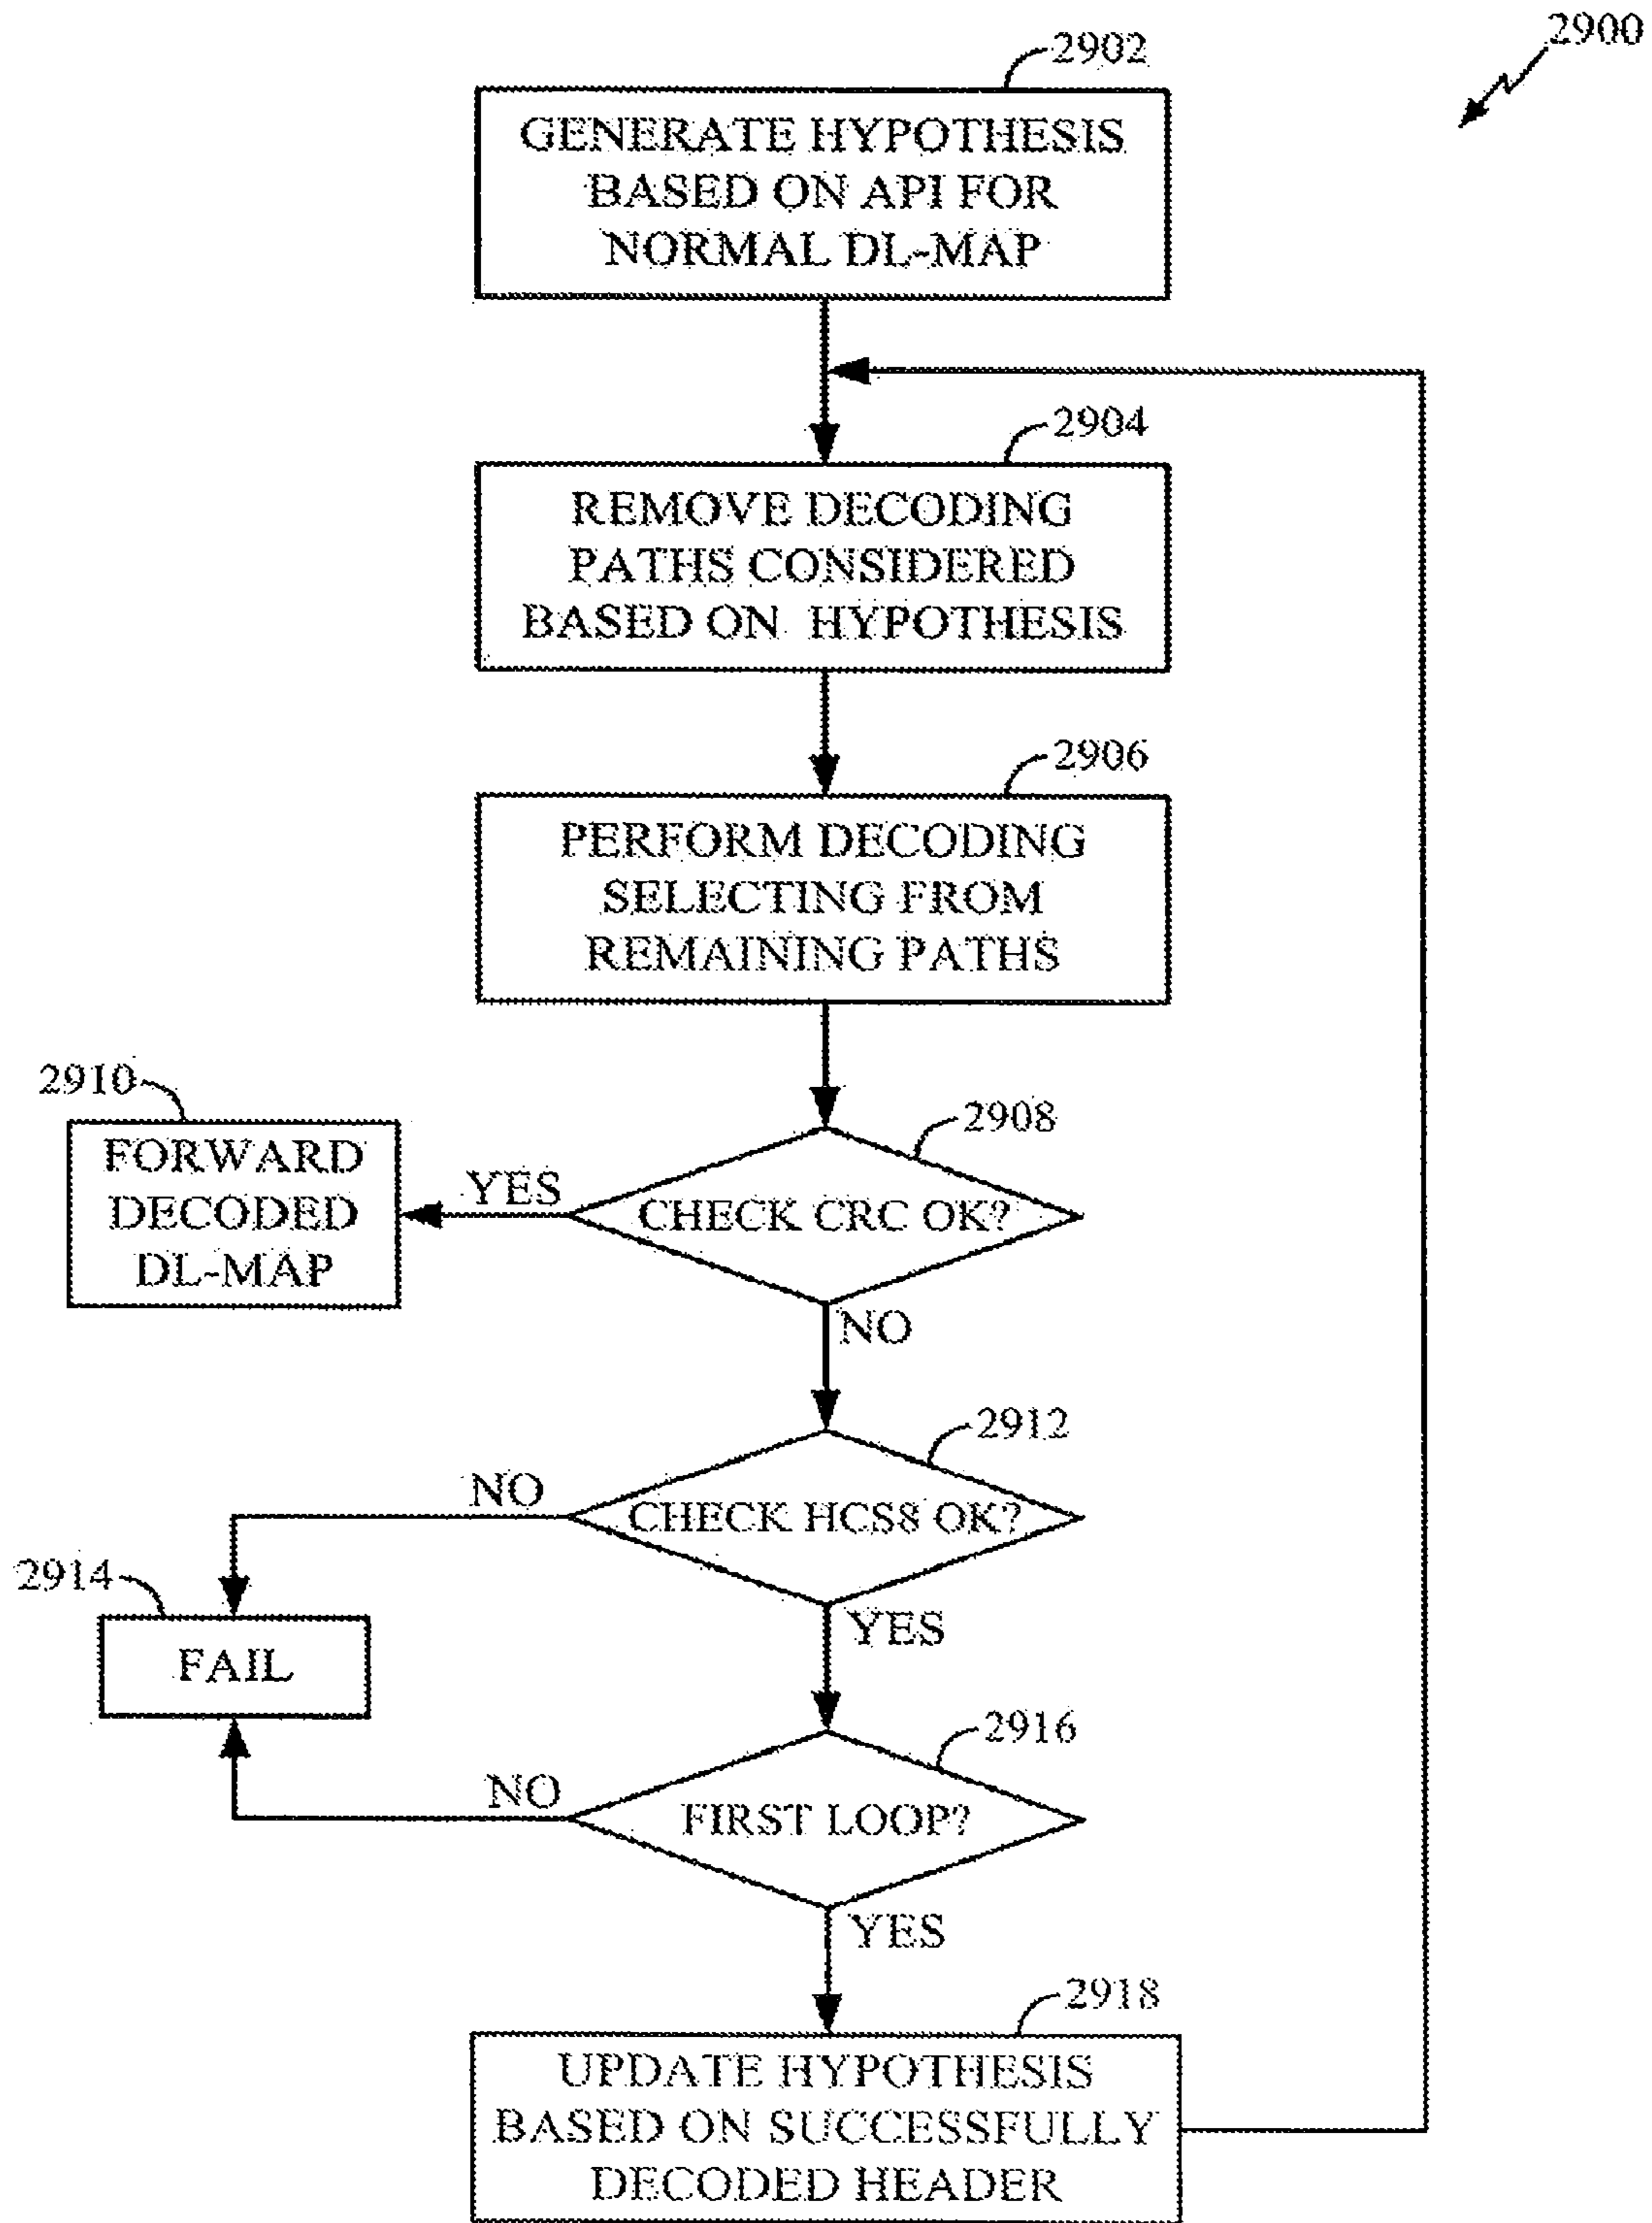 2900
2902
GENERATE HYPOTHESIS
BASED ON API FOR
NORMAL DL-MAP
2904
REMOVE DECODING
PATHS CONSIDERED
BASED ON HYPOTHESIS
2906
PERFORM DECODING
SELECTING FROM
REMAINING PATHS
2908
CHECK CRC OK?
YES
2910
FORWARD
DECODED
DL-MAP
NO
2912
CHECK HCS8 OK?
NO
2914
FAIL
YES
2916
FIRST LOOP?
NO
YES
2918
UPDATE HYPOTHESIS
BASED ON SUCCESSFULLY
DECODED HEADER